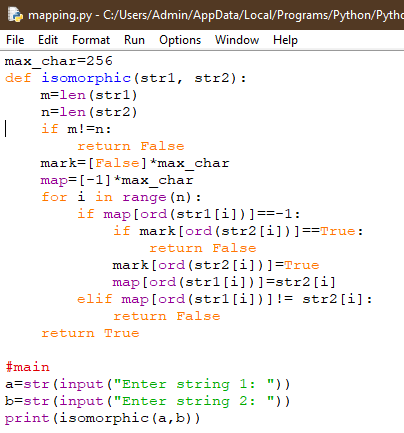 mapping.py - C:/Users/Admin/AppData/Local/Programs/Python/Pytho
File Edit Format Run Options Window Help
max_char=256
def isomorphic(str1, str2):
    m=len(str1)
    n=len(str2)
    if m!=n:
        return False
    mark=[False]*max_char
    map=[-1]*max_char
    for i in range(n):
        if map[ord(str1[i])]==-1:
            if mark[ord(str2[i])]==True:
                return False
            mark[ord(str2[i])]=True
            map[ord(str1[i])]=str2[i]
        elif map[ord(str1[i])]!= str2[i]:
            return False
    return True

#main
a=str(input("Enter string 1: "))
b=str(input("Enter string 2: "))
print(isomorphic(a,b))